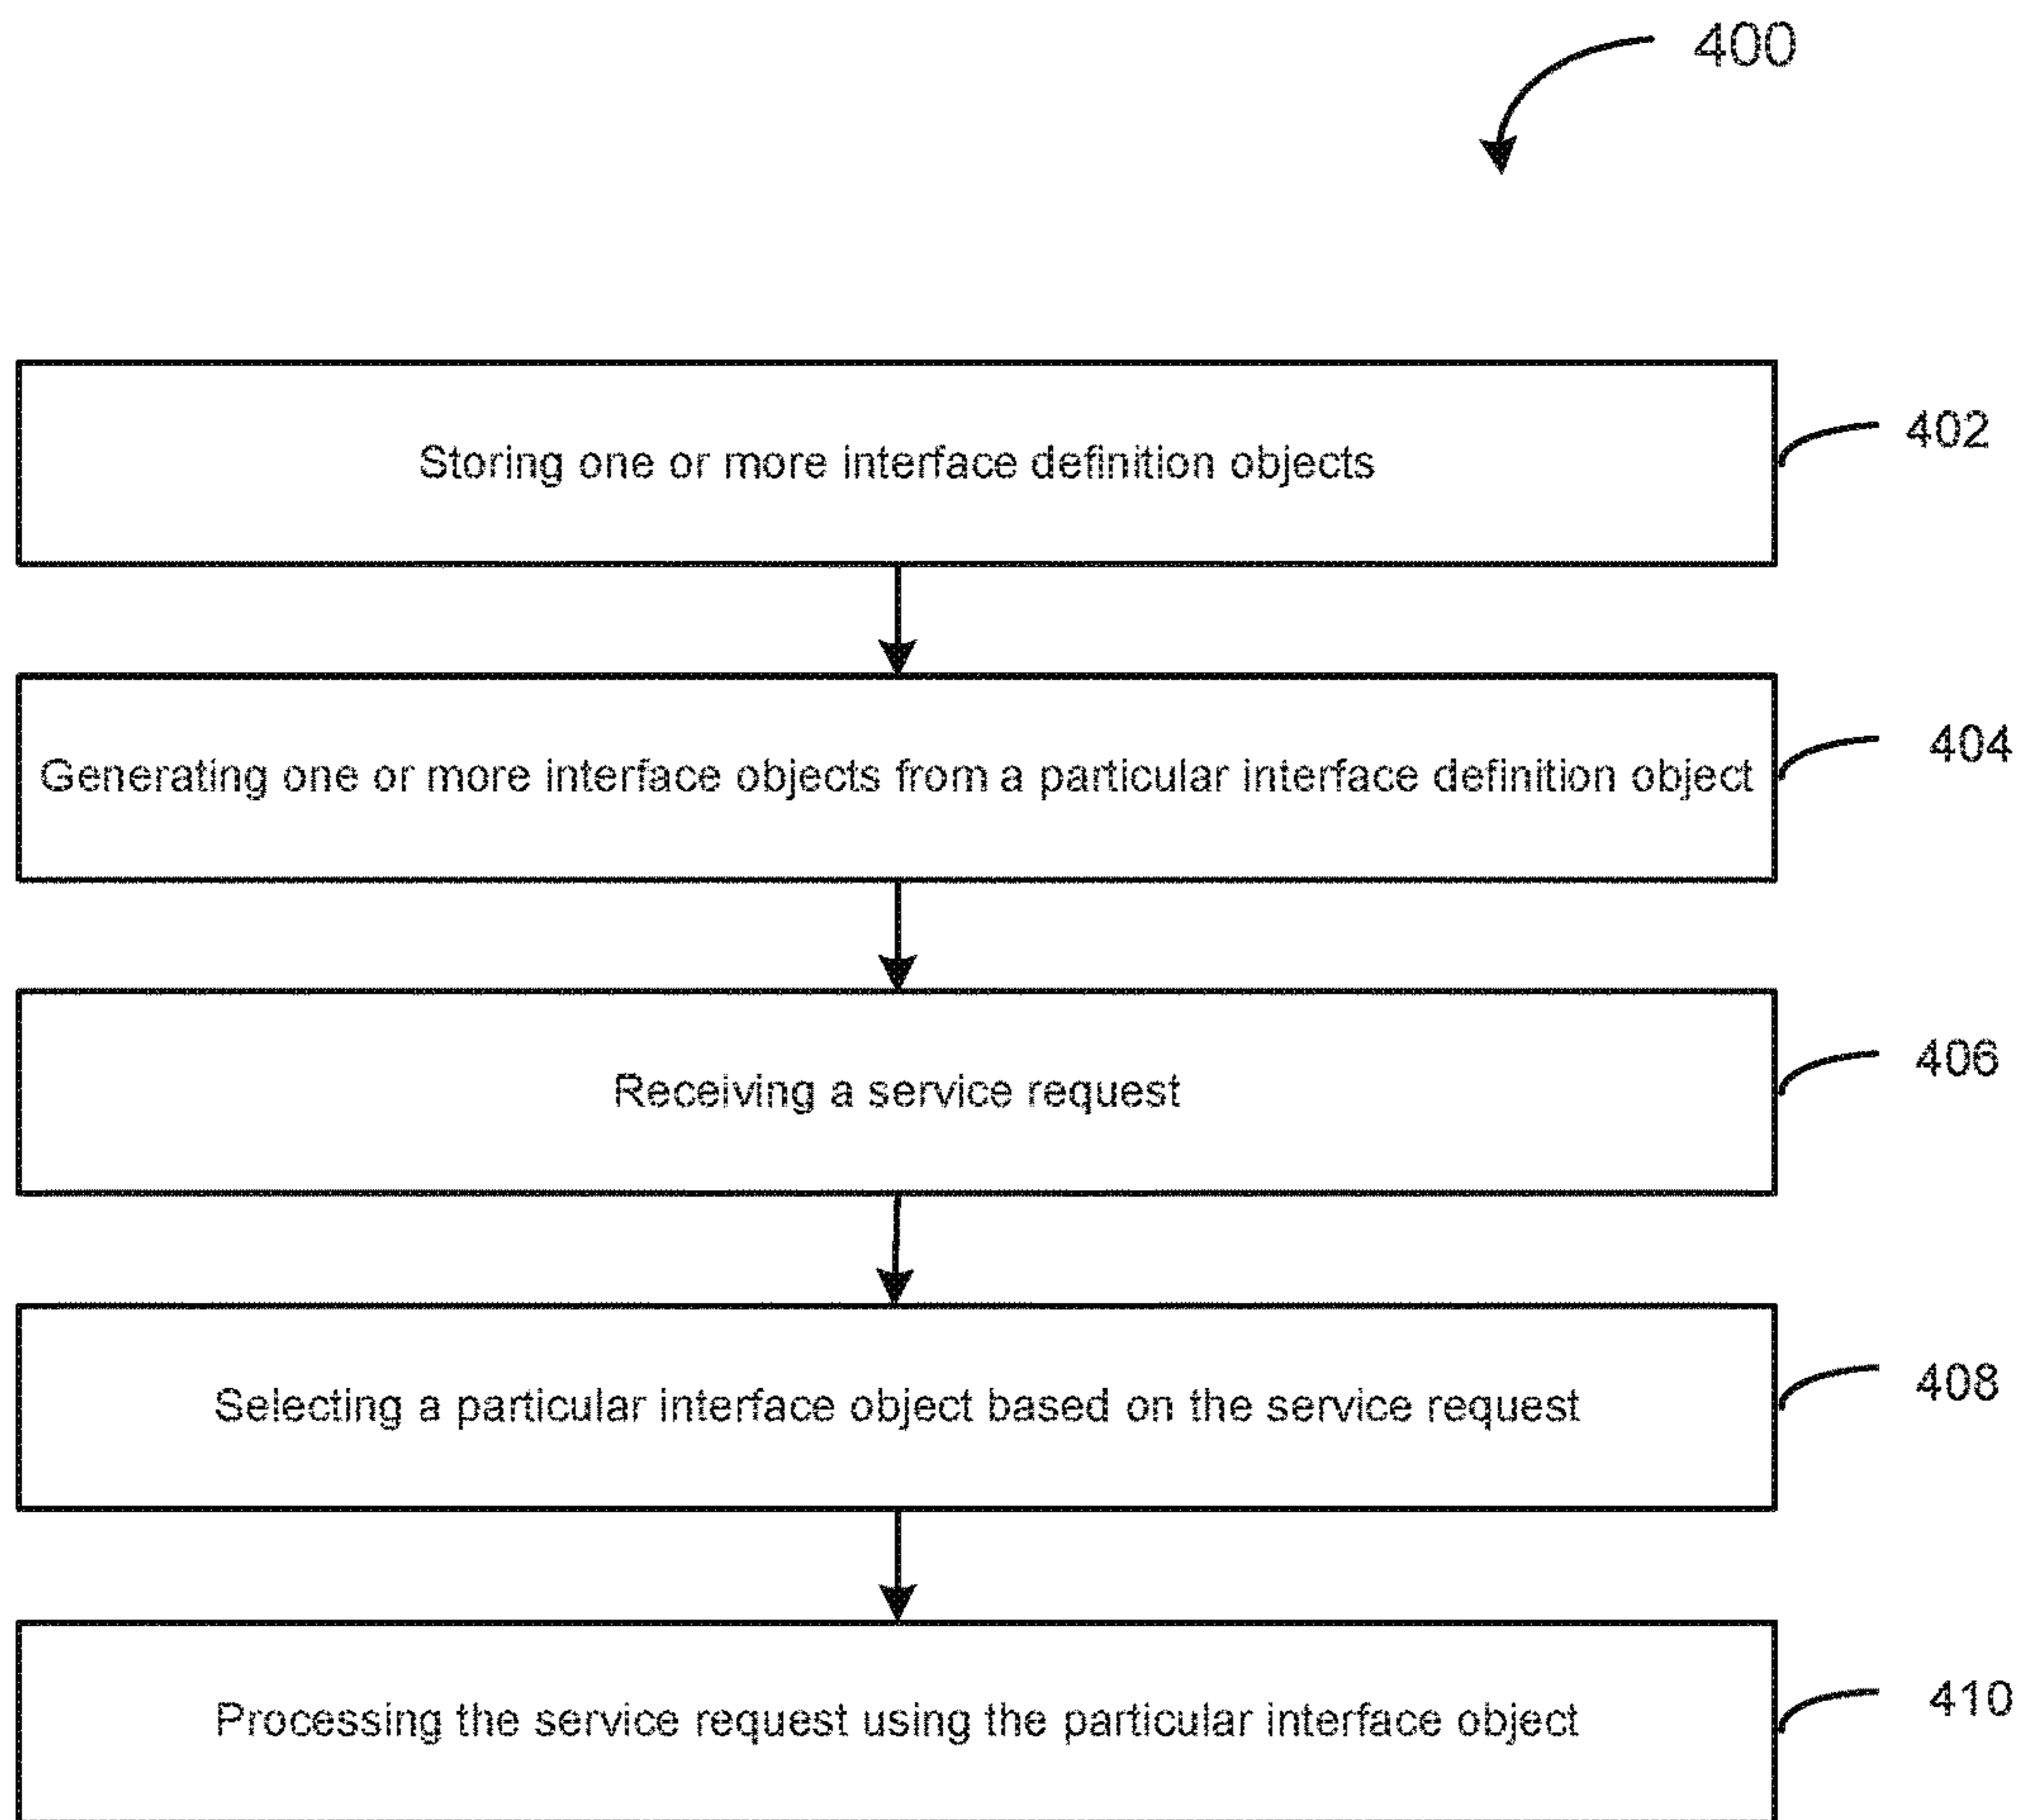 400
Storing one or more interface definition objects
402
Generating one or more interface objects from a particular interface definition object
404
Receiving a service request
406
Selecting a particular interface object based on the service request
408
Processing the service request using the particular interface object
410